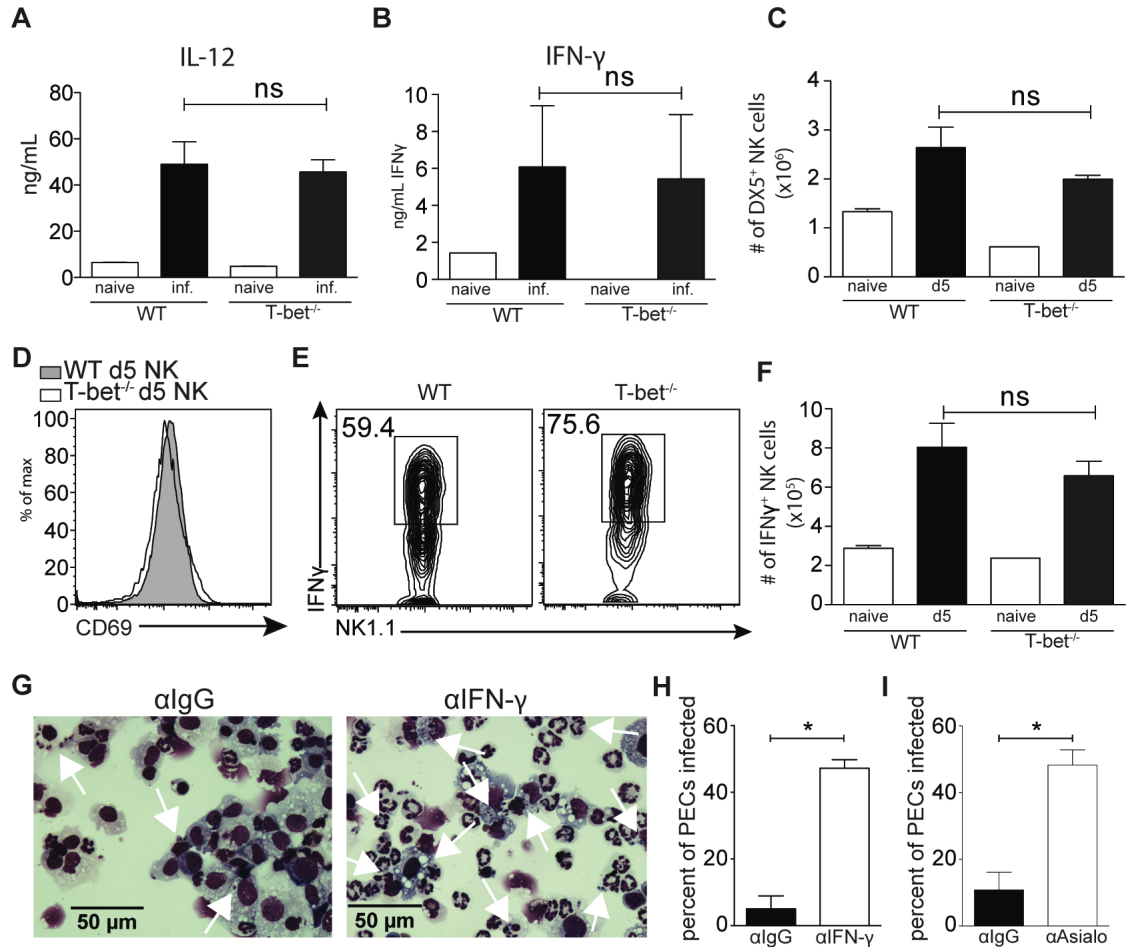 A
IL-12
ns
ng/mL
80
60
40
20
0
naive inf. naive inf.
WT T-bet-/-
B
IFN-γ
ns
ng/mL IFNγ
10
8
6
4
2
0
naive inf. naive inf.
WT T-bet-/-
C
ns
# of DX5+ NK cells
(x10⁶)
4
3
2
1
0
naive d5 naive d5
WT T-bet-/-
D
WT d5 NK
T-bet-/- d5 NK
% of max
100
80
60
40
20
0
CD69
E
WT T-bet-/-
59.4 75.6
IFNγ
NK1.1
F
ns
# of IFNγ+ NK cells
(x10⁵)
10
8
6
4
2
0
naive d5 naive d5
WT T-bet-/-
G
αIgG αIFN-γ
50 µm 50 µm
H
*
percent of PECs infected
60
40
20
0
αIgG αIFN-γ
I
*
percent of PECs infected
60
40
20
0
αIgG αAsialo